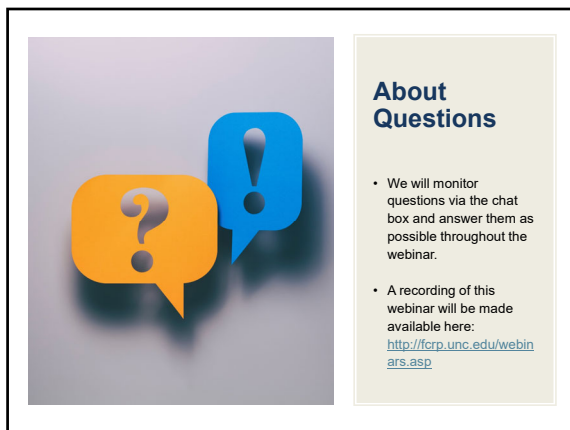 ?
!
About
Questions
• We will monitor
questions via the chat
box and answer them as
possible throughout the
webinar.
• A recording of this
webinar will be made
available here:
http://fcrp.unc.edu/webin
ars.asp